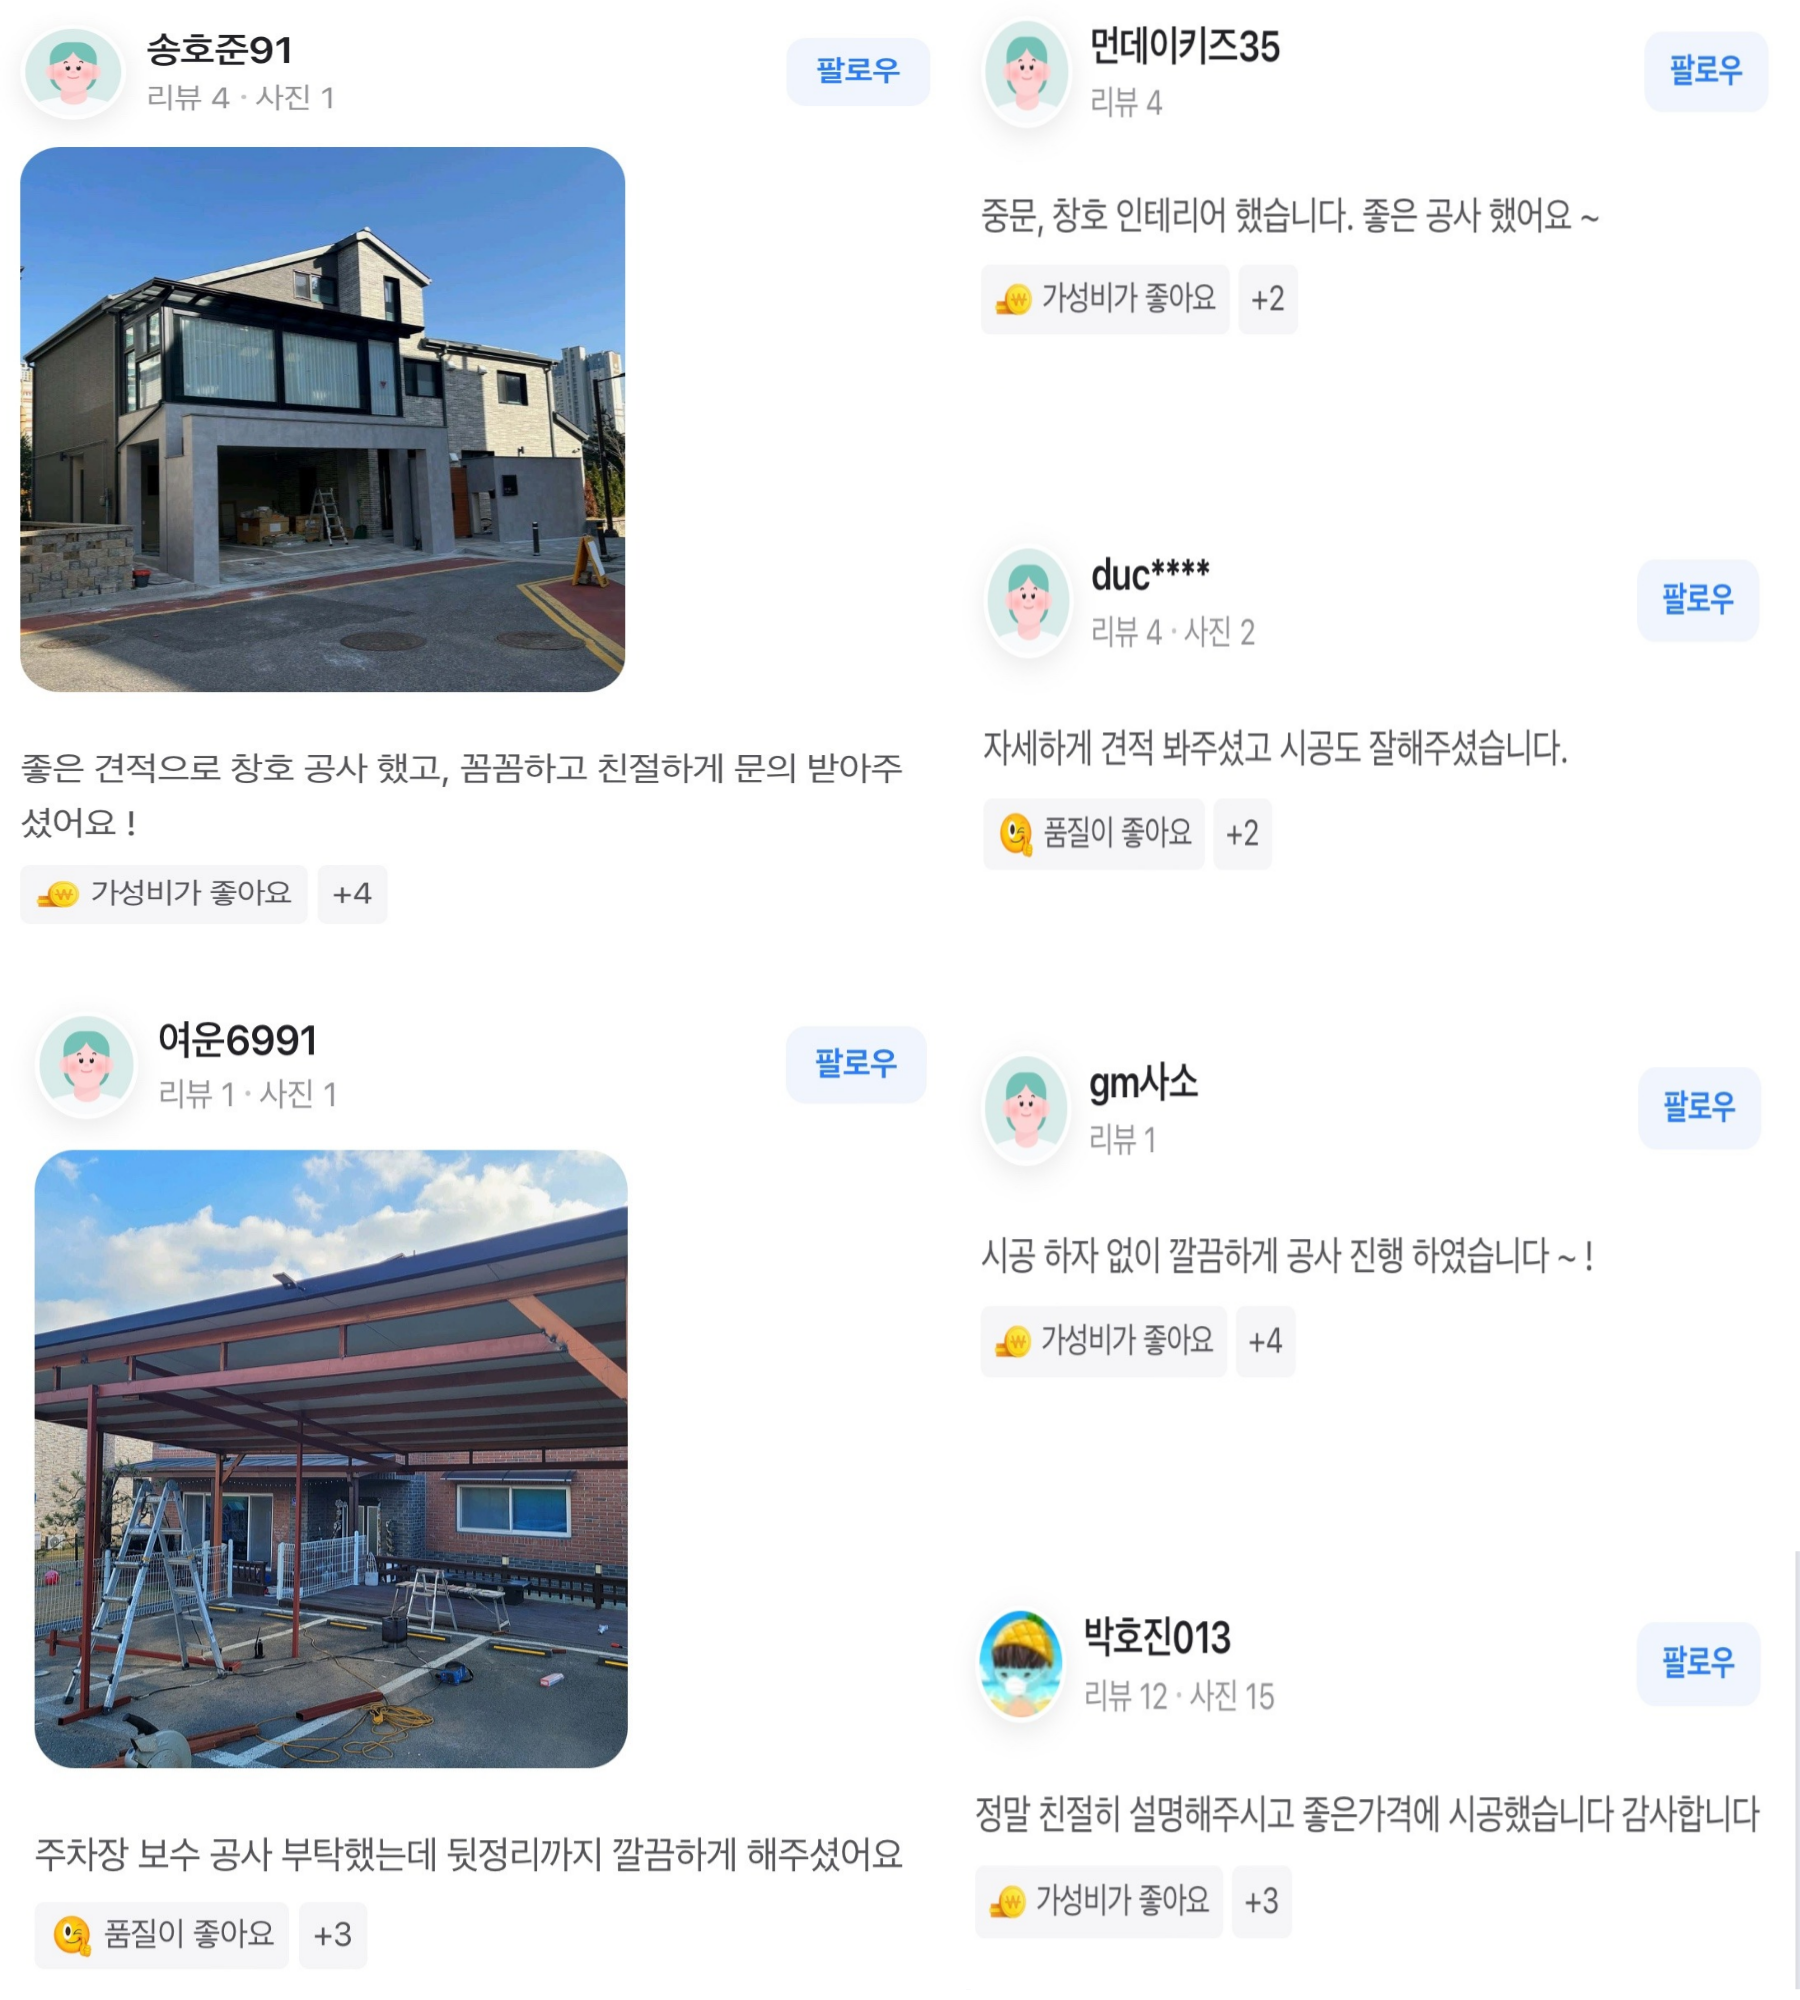 송호준91
리뷰 4 · 사진 1
팔로우
좋은 견적으로 창호 공사 했고, 꼼꼼하고 친절하게 문의 받아주
셨어요 !
가성비가 좋아요 +4
여운6991
리뷰 1 · 사진 1
팔로우
주차장 보수 공사 부탁했는데 뒷정리까지 깔끔하게 해주셨어요
품질이 좋아요 +3
먼데이키즈35
리뷰 4
팔로우
중문, 창호 인테리어 했습니다. 좋은 공사 했어요 ~
가성비가 좋아요 +2
duc****
리뷰 4 · 사진 2
팔로우
자세하게 견적 봐주셨고 시공도 잘해주셨습니다.
품질이 좋아요 +2
gm사소
리뷰 1
팔로우
시공 하자 없이 깔끔하게 공사 진행 하였습니다 ~ !
가성비가 좋아요 +4
박호진013
리뷰 12 · 사진 15
팔로우
정말 친절히 설명해주시고 좋은가격에 시공했습니다 감사합니다
가성비가 좋아요 +3